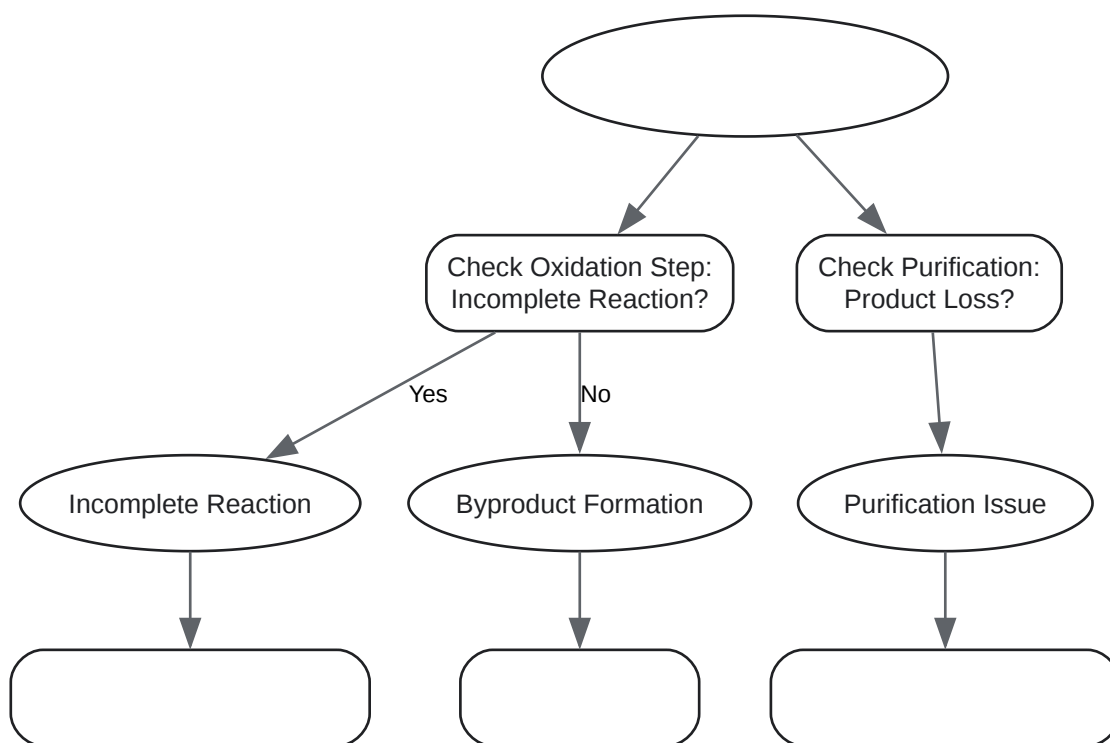 Check Oxidation Step:
Incomplete Reaction?
Check Purification:
Product Loss?
Yes
No
Incomplete Reaction
Byproduct Formation
Purification Issue